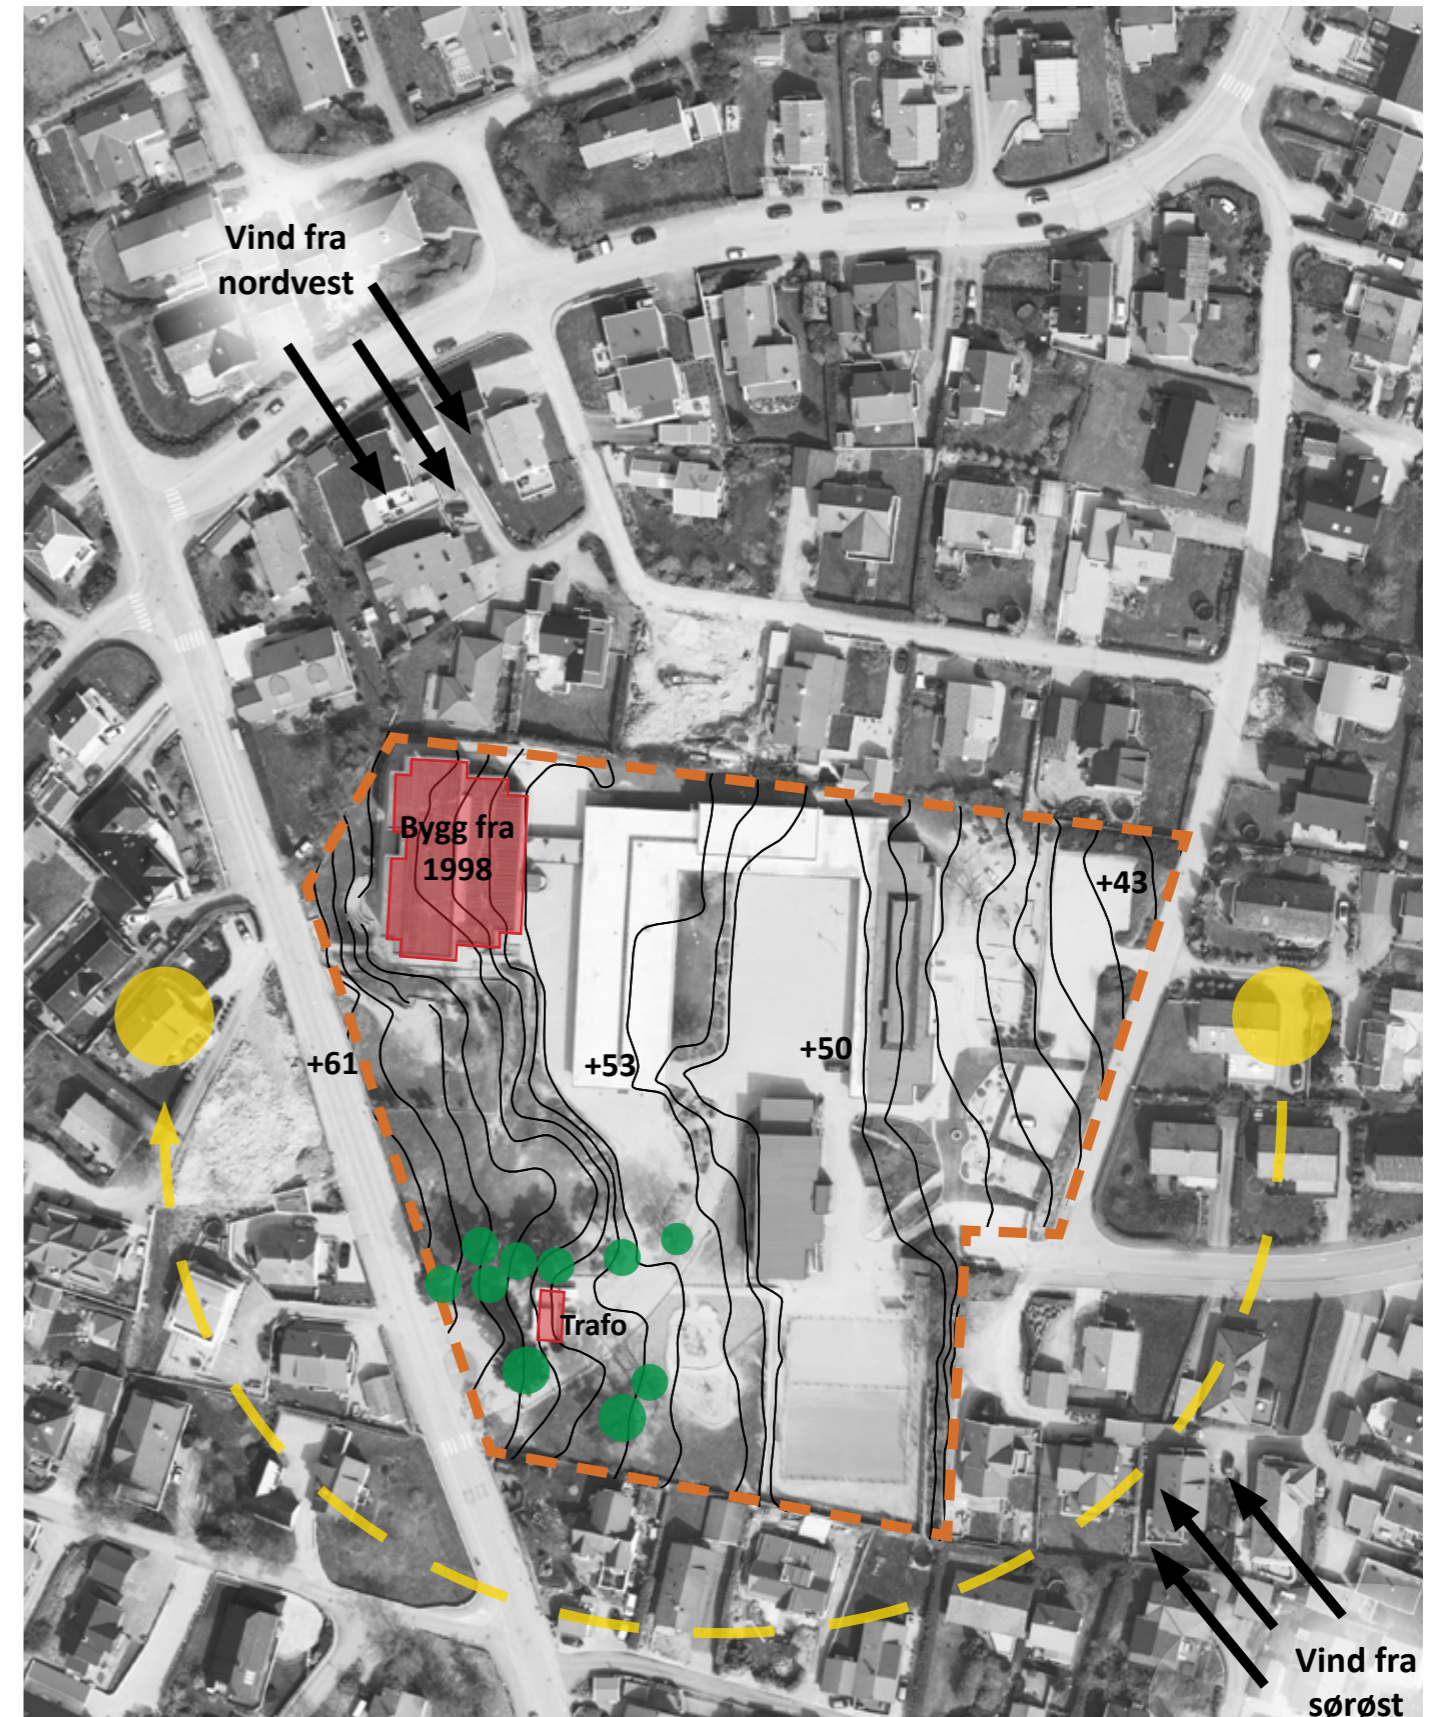 Vind fra
nordvest
Bygg fra
1998
+43
+50
+53
+61
Trafo
Vind fra
sørøst